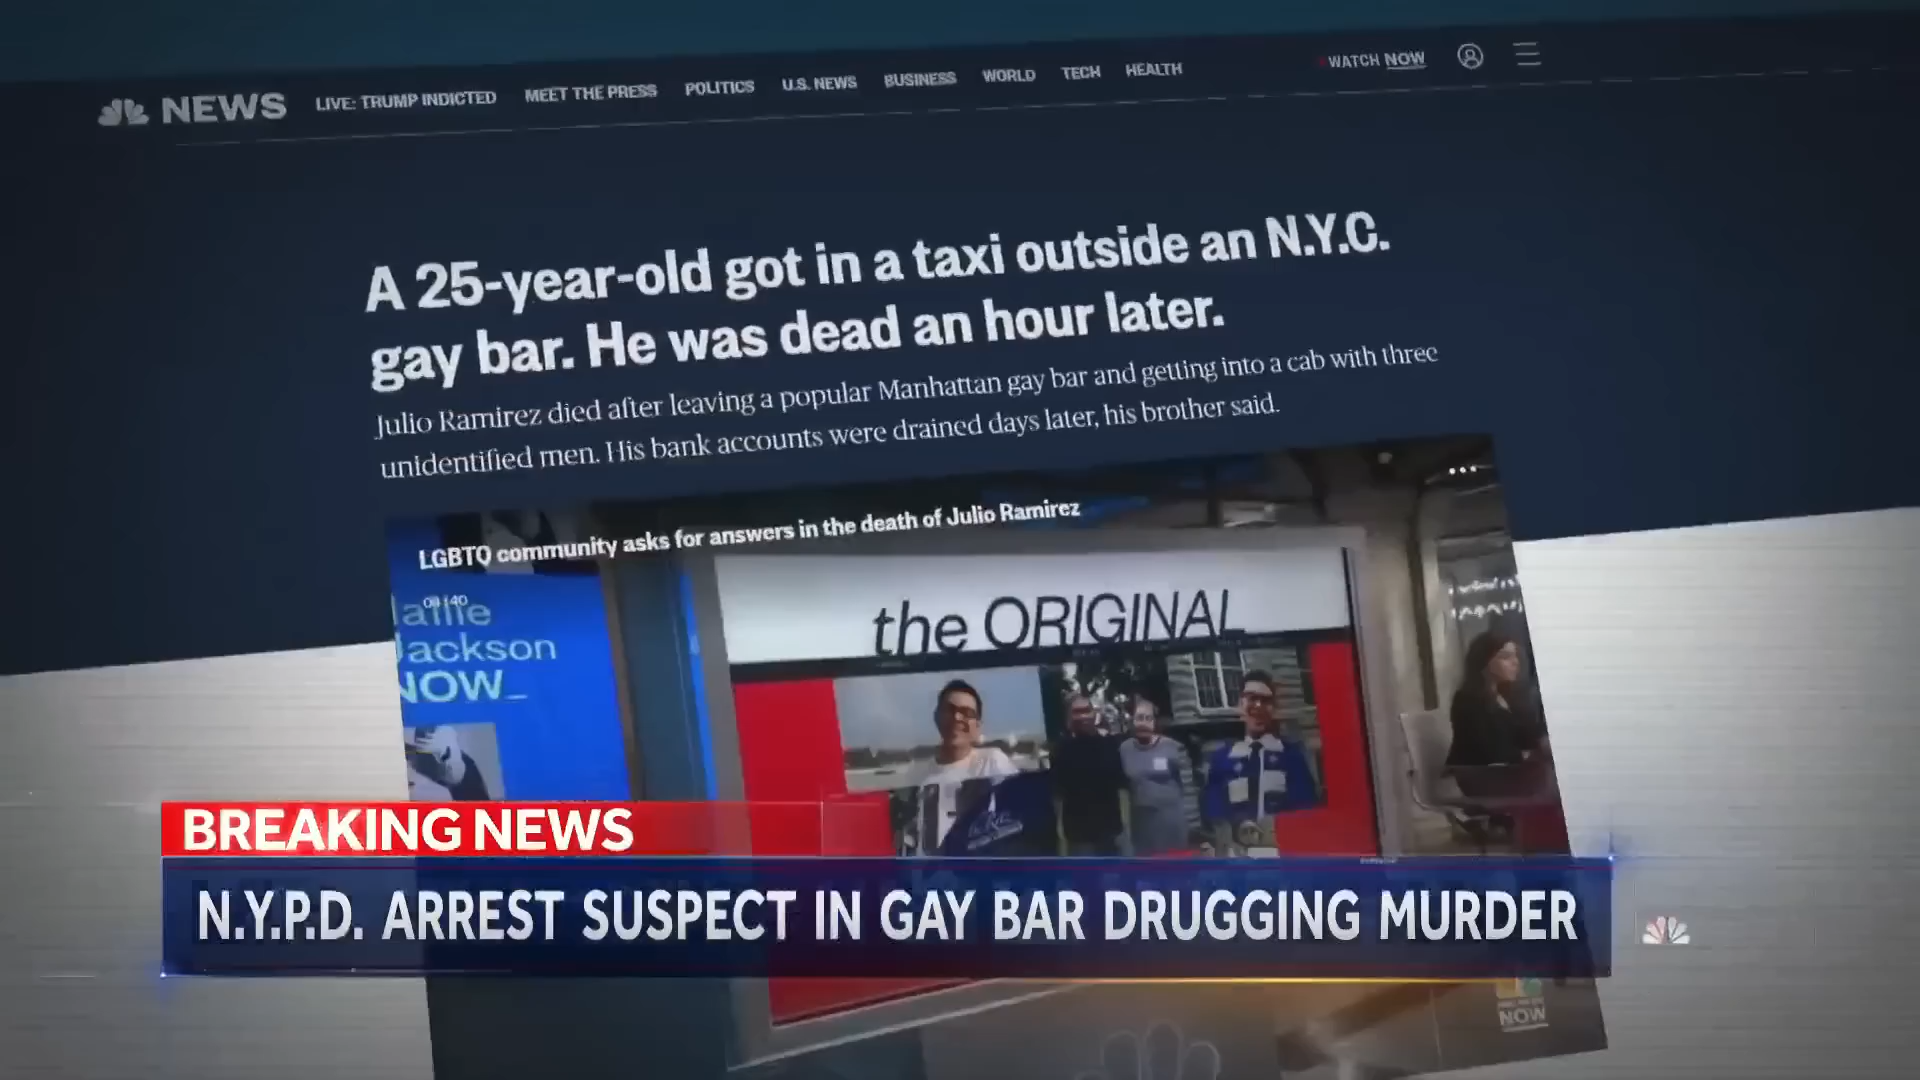 NEWS LIVE: TRUMP INDICTED MEET THE PRESS POLITICS U.S. NEWS BUSINESS WORLD TECH HEALTH WATCH NOW
A 25-year-old got in a taxi outside an N.Y.C.
gay bar. He was dead an hour later.
Julio Ramirez died after leaving a popular Manhattan gay bar and getting into a cab with three
unidentified men. His bank accounts were drained days later, his brother said.
LGBTQ community asks for answers in the death of Julio Ramirez
the ORIGINAL
Jackson
NOW_
BREAKING NEWS
N.Y.P.D. ARREST SUSPECT IN GAY BAR DRUGGING MURDER
NOW